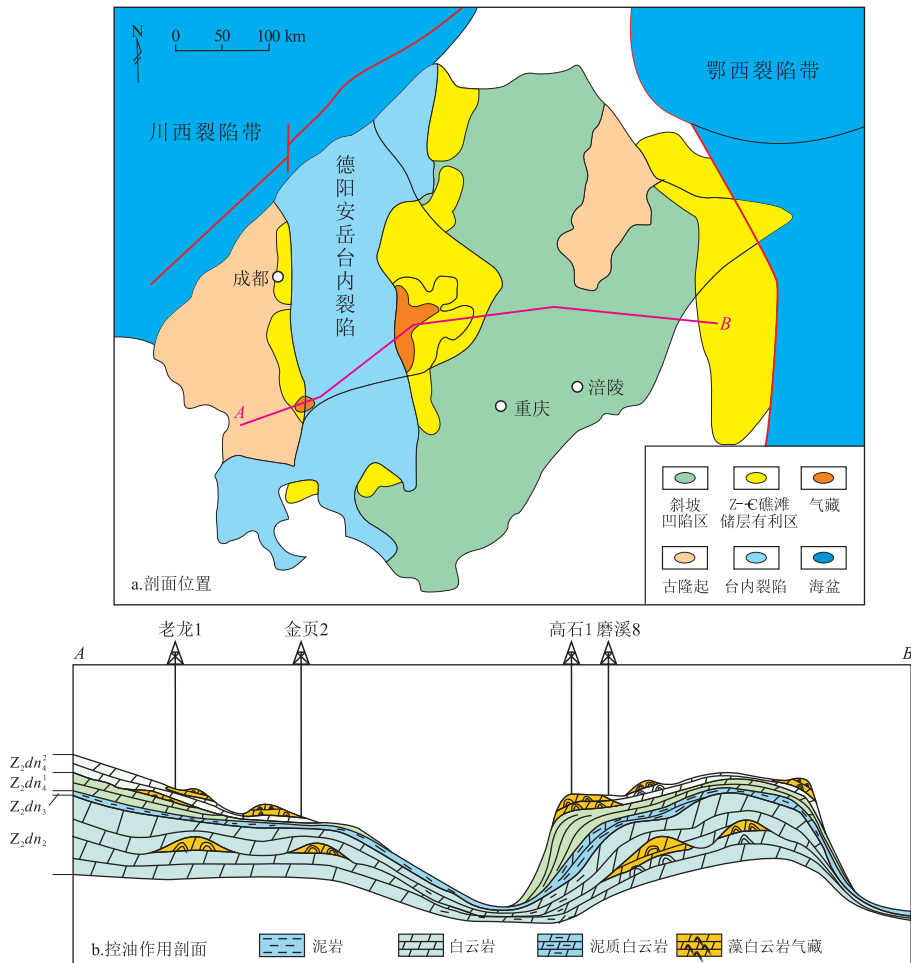 N
0 50 100 km
鄂西裂陷带
川西裂陷带
德阳安岳台内裂陷
成都
B
A
涪陵
重庆
斜坡凹陷区
Z-Є礁滩储层有利区
气藏
古隆起
台内裂陷
海盆
a.剖面位置
老龙1 金页2 高石1 磨溪8
A B
Z₂dn₄²
Z₂dn₄¹
Z₂dn₃
Z₂dn₂
b.控油作用剖面 泥岩 白云岩 泥质白云岩 藻白云岩气藏